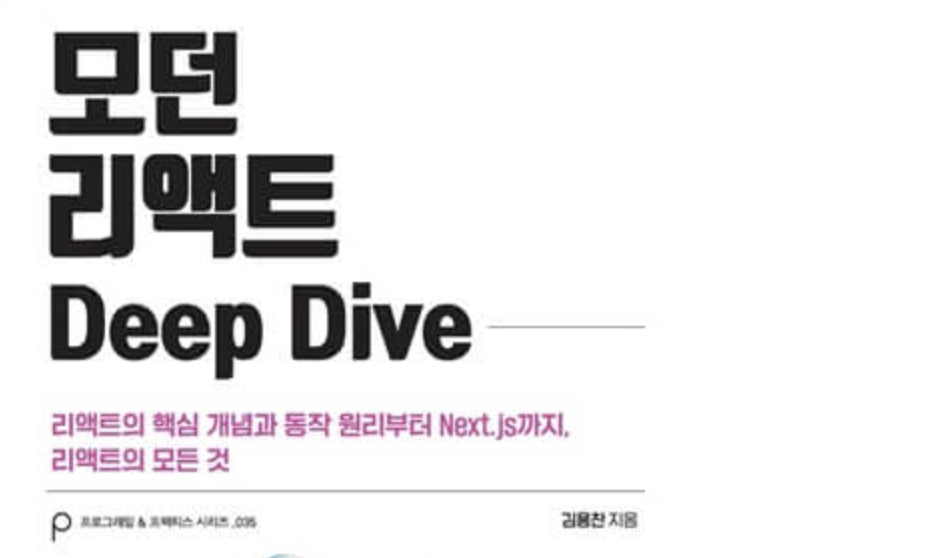 모던
리액트
Deep Dive
리액트의 핵심 개념과 동작 원리부터 Next.js까지,
리액트의 모든 것
프로그래밍 & 프랙티스 시리즈 _035
김용찬 지음